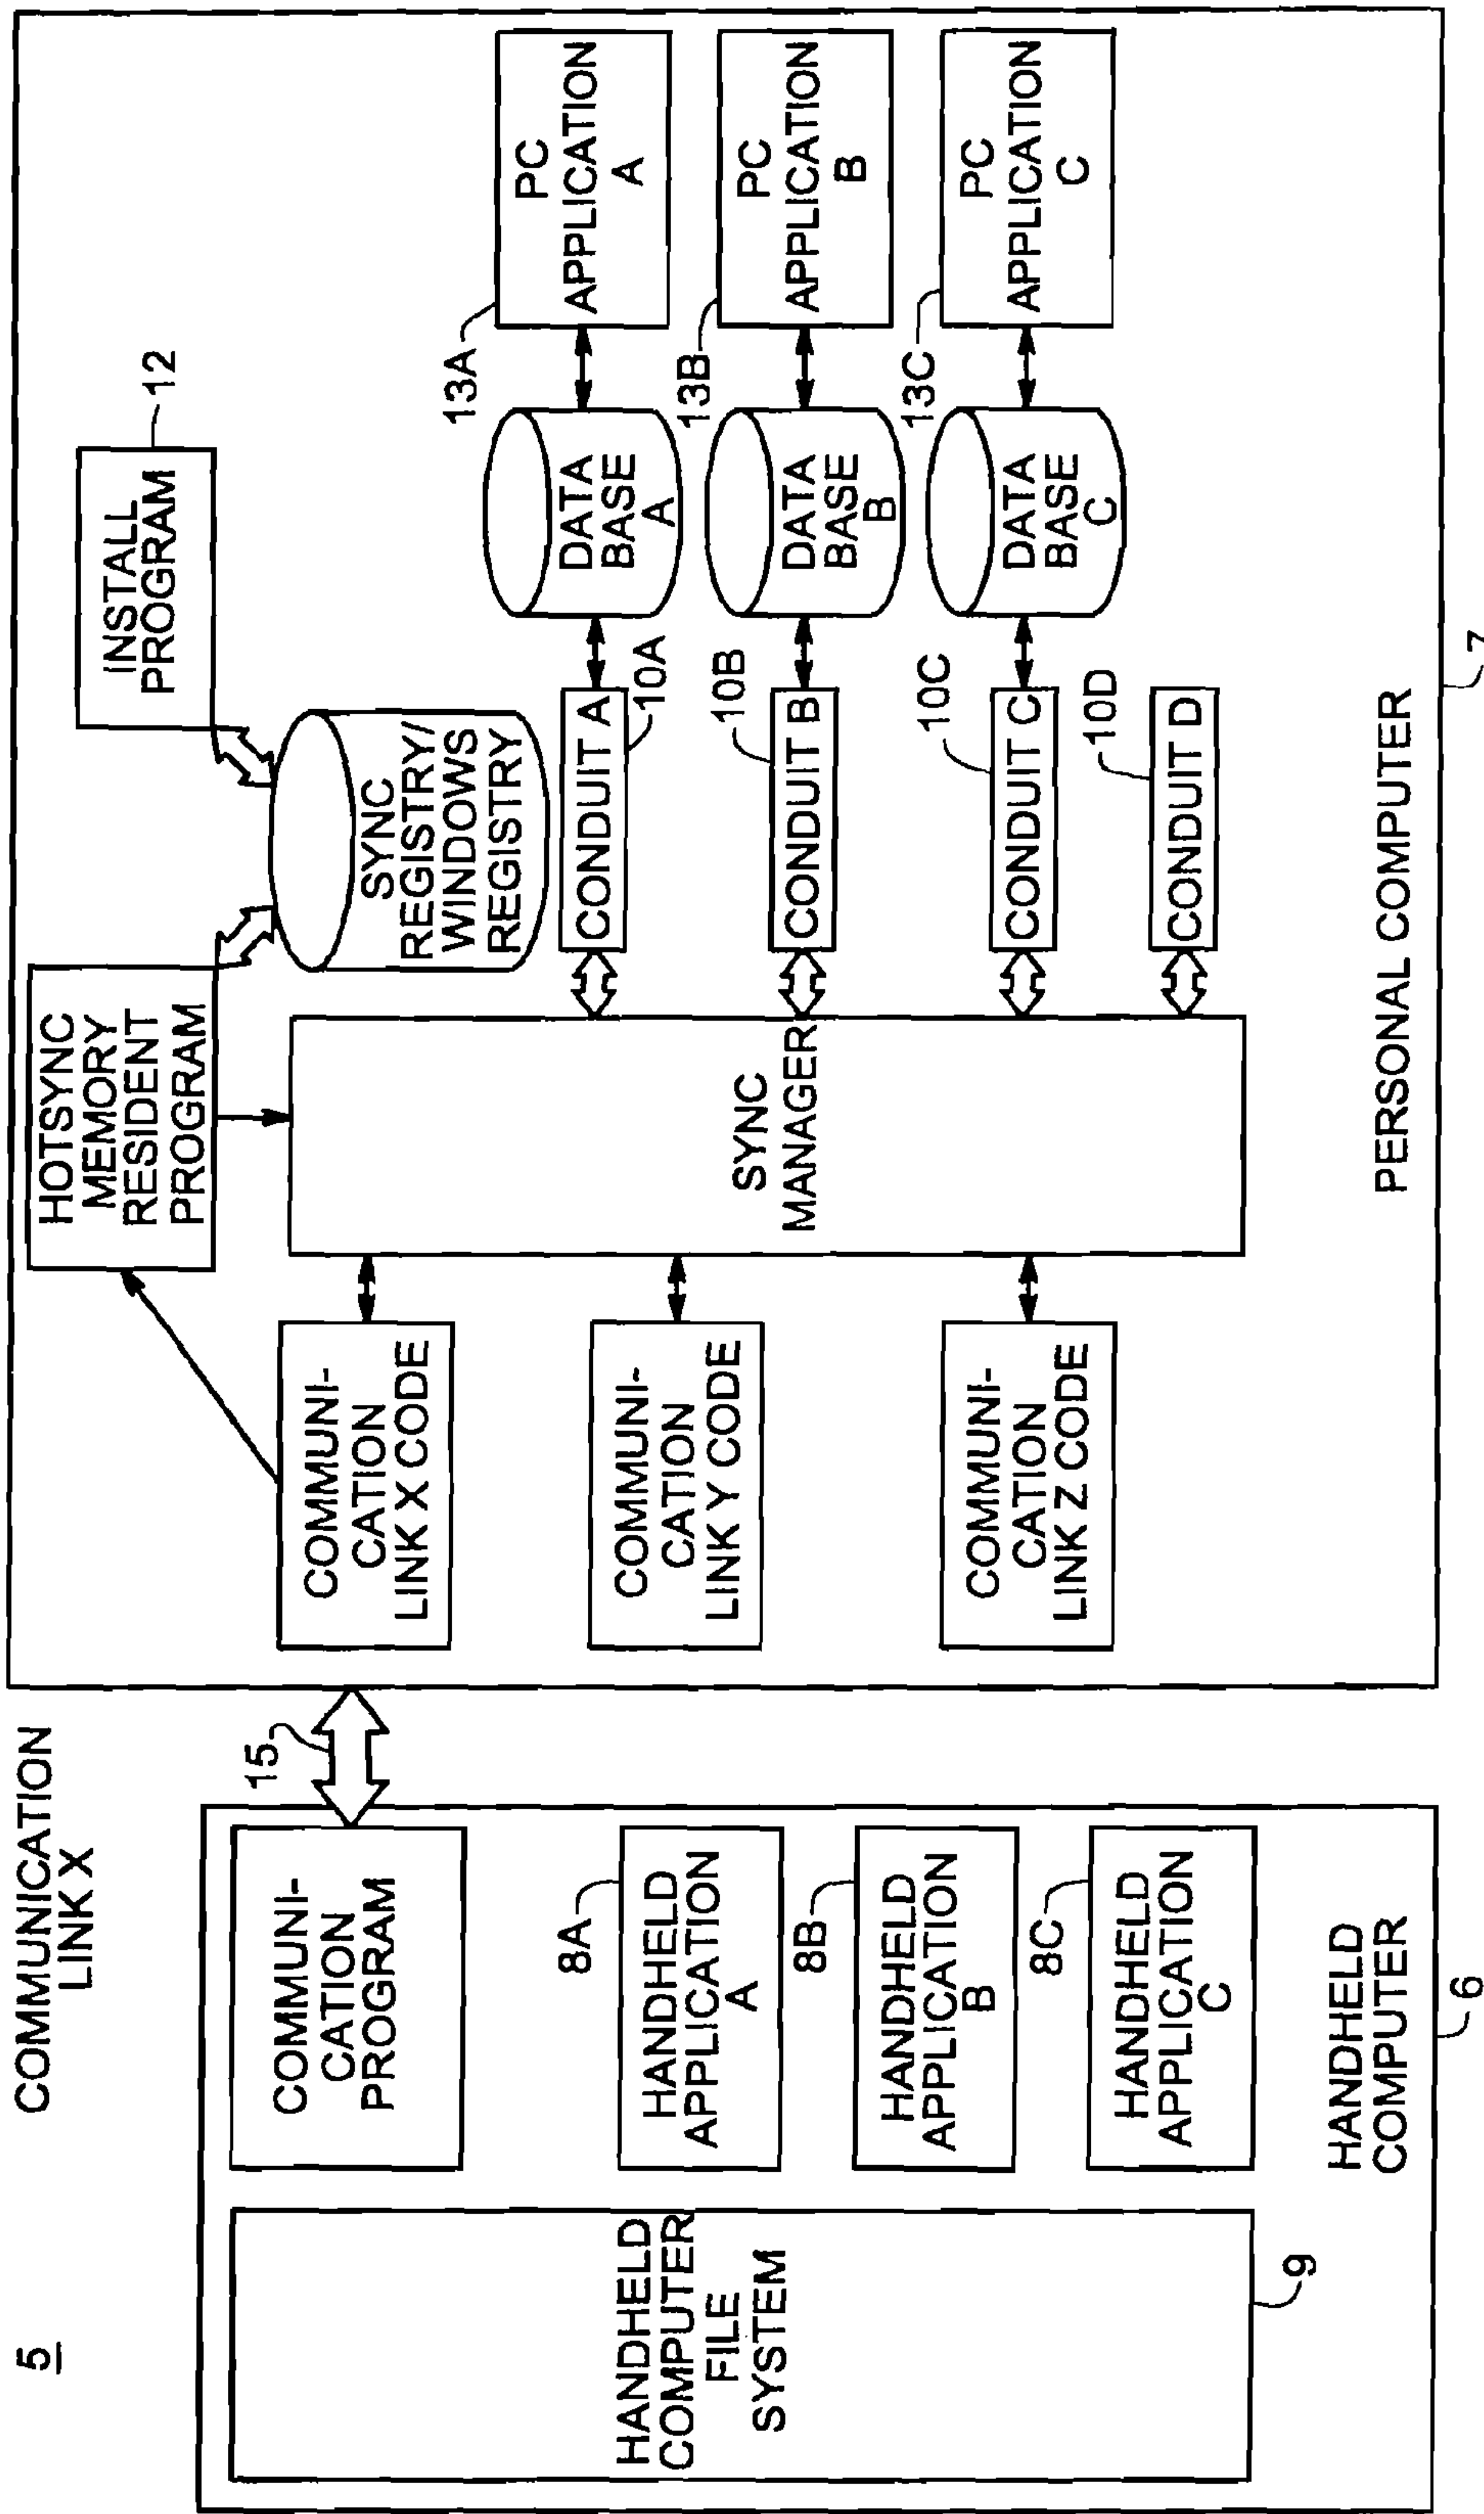 5
COMMUNICATION
LINK X
15
COMMUNI-
CATION
PROGRAM
HANDHELD
COMPUTER
FILE
SYSTEM
9
8A
HANDHELD
APPLICATION
A
8B
HANDHELD
APPLICATION
B
8C
HANDHELD
APPLICATION
C
HANDHELD
COMPUTER
6
HOTSYNC
MEMORY
RESIDENT
PROGRAM
INSTALL
PROGRAM
12
SYNC
REGISTRY/
WINDOWS
REGISTRY
COMMUNI-
CATION
LINK X CODE
COMMUNI-
CATION
LINK Y CODE
COMMUNI-
CATION
LINK Z CODE
SYNC
MANAGER
CONDUIT A
10A
DATA
BASE
A
13A
PC
APPLICATION
A
CONDUIT B
10B
DATA
BASE
B
13B
PC
APPLICATION
B
CONDUIT C
10C
DATA
BASE
C
13C
PC
APPLICATION
C
CONDUIT D
10D
PERSONAL COMPUTER
7